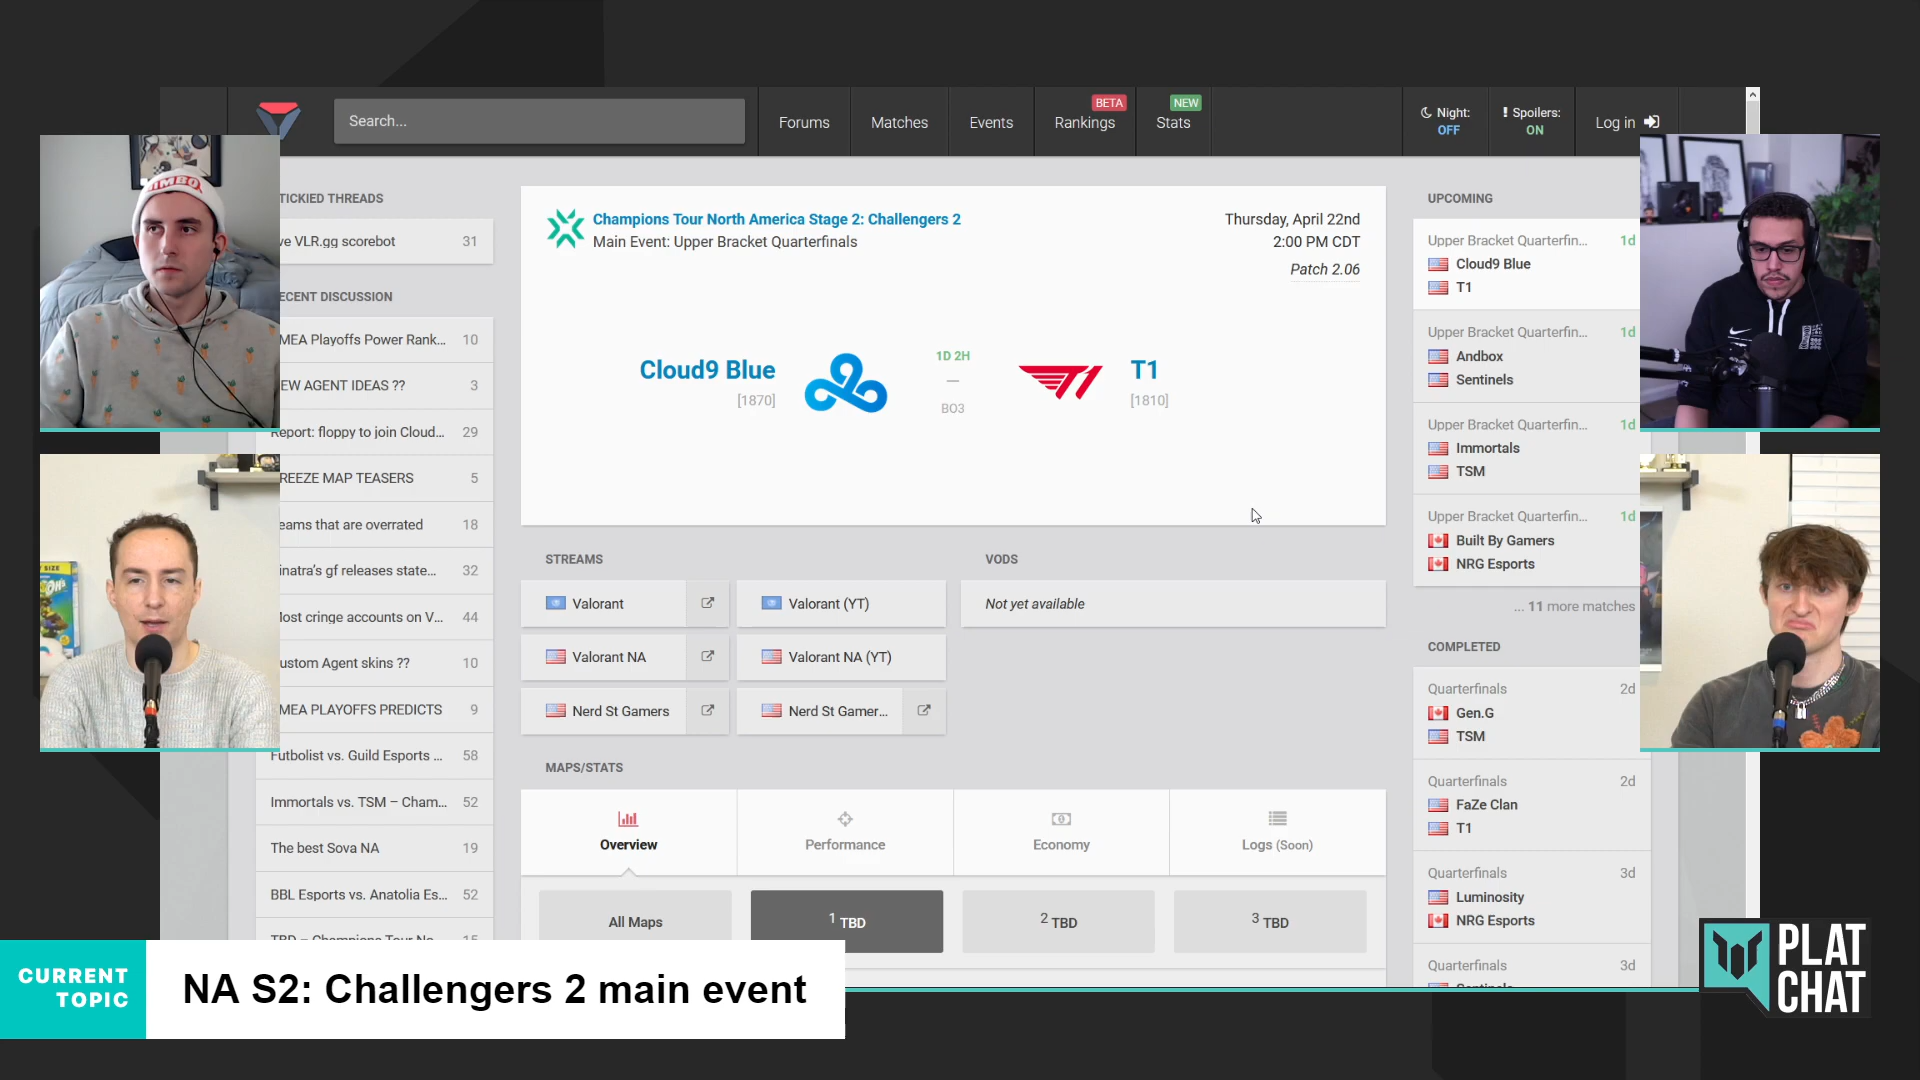 Search...
Forums
Matches
Events
BETA
Rankings
NEW
Stats
Night:
OFF
Spoilers:
ON
Log in
TICKIED THREADS
ve VLR.gg scorebot 31
ECENT DISCUSSION
MEA Playoffs Power Rank... 10
EW AGENT IDEAS ?? 3
Report: floppy to join Cloud... 29
REEZE MAP TEASERS 5
eams that are overrated 18
inatra's gf releases state... 32
lost cringe accounts on V... 44
ustom Agent skins ?? 10
MEA PLAYOFFS PREDICTS 9
Futbolist vs. Guild Esports ... 58
Immortals vs. TSM – Cham... 52
The best Sova NA 19
BBL Esports vs. Anatolia Es... 52
TBD – Champions Tour No... 15
Champions Tour North America Stage 2: Challengers 2
Main Event: Upper Bracket Quarterfinals
Thursday, April 22nd
2:00 PM CDT
Patch 2.06
Cloud9 Blue
[1870]
1D 2H
–
BO3
T1
T1
[1810]
STREAMS
Valorant
Valorant (YT)
Valorant NA
Valorant NA (YT)
Nerd St Gamers
Nerd St Gamer...
VODS
Not yet available
MAPS/STATS
Overview
Performance
Economy
Logs (Soon)
All Maps
1 TBD
2 TBD
3 TBD
UPCOMING
Upper Bracket Quarterfin... 1d
Cloud9 Blue
T1
Upper Bracket Quarterfin... 1d
Andbox
Sentinels
Upper Bracket Quarterfin... 1d
Immortals
TSM
Upper Bracket Quarterfin... 1d
Built By Gamers
NRG Esports
... 11 more matches
COMPLETED
Quarterfinals 2d
Gen.G
TSM
Quarterfinals 2d
FaZe Clan
T1
Quarterfinals 3d
Luminosity
NRG Esports
Quarterfinals 3d
Sentinels
CURRENT
TOPIC
NA S2: Challengers 2 main event
PLAT
CHAT